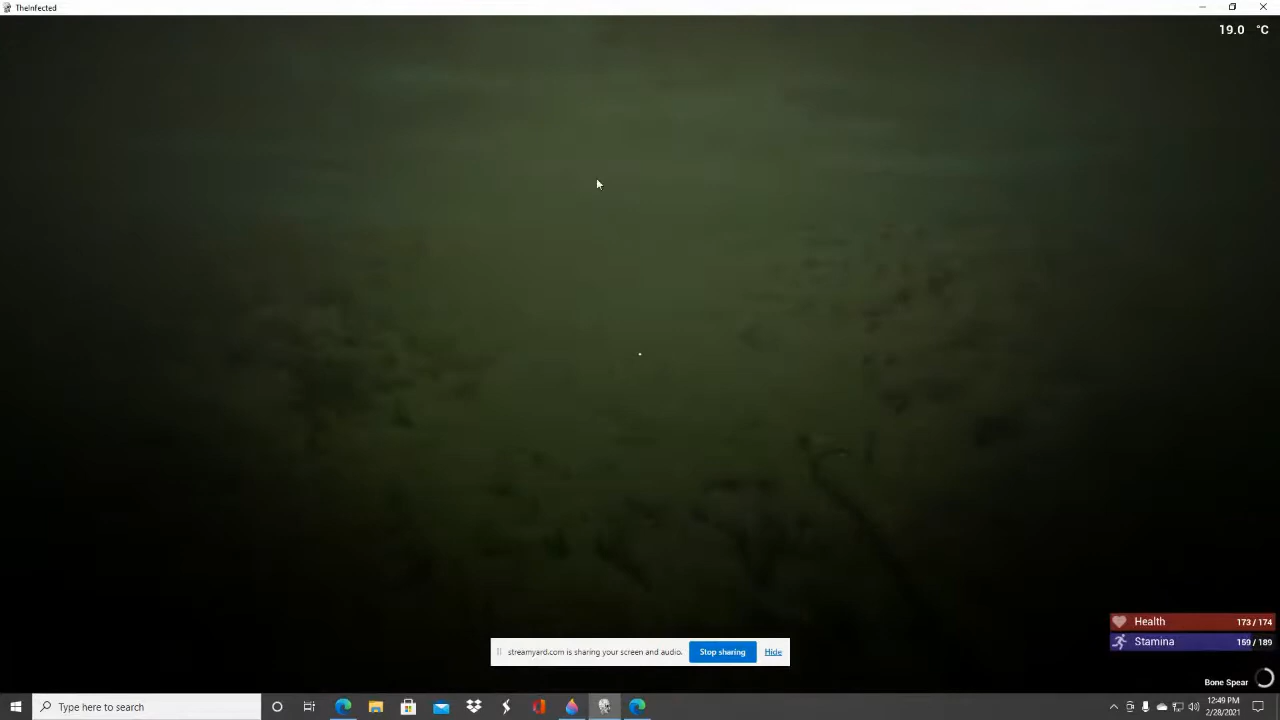 TheInfected
19.0 °C
streamyard.com is sharing your screen and audio. Stop sharing Hide
Health 173 / 174
Stamina 159 / 189
Bone Spear
Type here to search
12:49 PM
2/28/2021